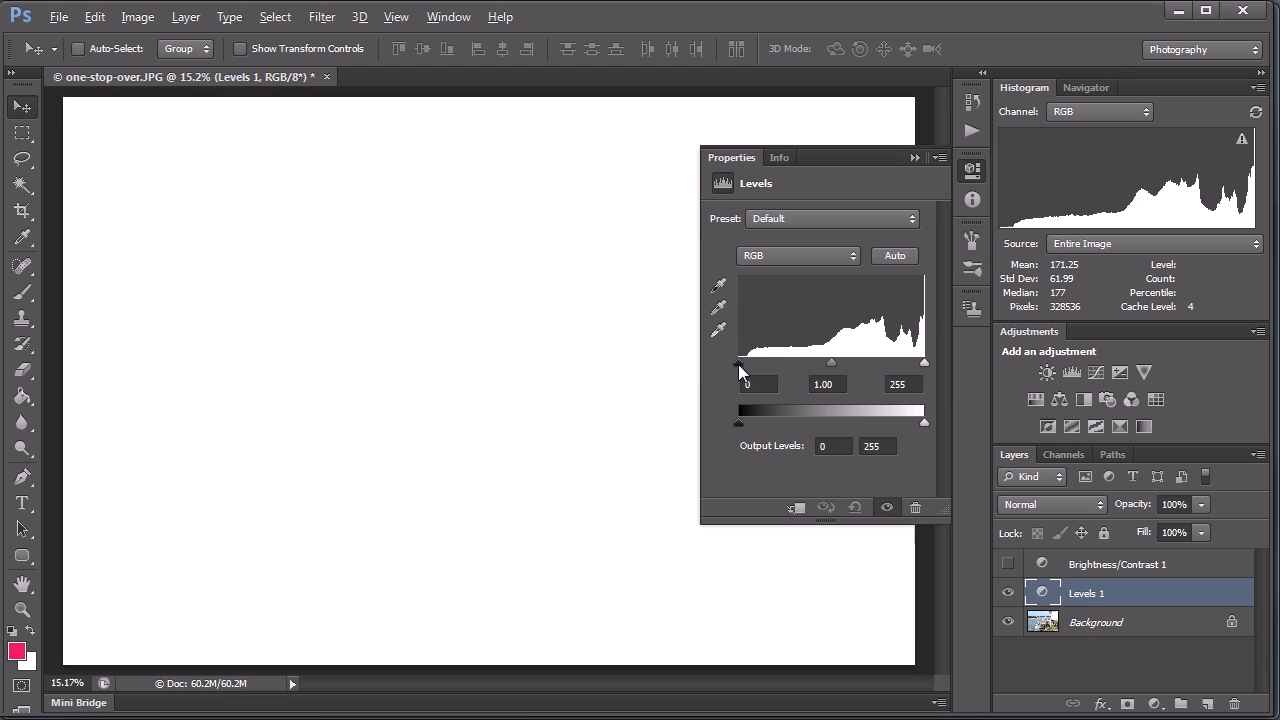 Ps File Edit Image Layer Type Select Filter 3D View Window Help
Auto-Select: Group Show Transform Controls 3D Mode: Photography
© one-stop-over.JPG @ 15.2% (Levels 1, RGB/8*) * ×
Histogram Navigator
Channel: RGB
Source: Entire Image
Mean: 171.25 Level:
Std Dev: 61.99 Count:
Median: 177 Percentile:
Pixels: 328536 Cache Level: 4
Properties Info
Levels
Preset: Default
RGB Auto
0 1.00 255
Output Levels: 0 255
Adjustments
Add an adjustment
Layers Channels Paths
Kind T
Normal Opacity: 100%
Lock: Fill: 100%
Brightness/Contrast 1
Levels 1
Background
fx
15.17% © Doc: 60.2M/60.2M
Mini Bridge